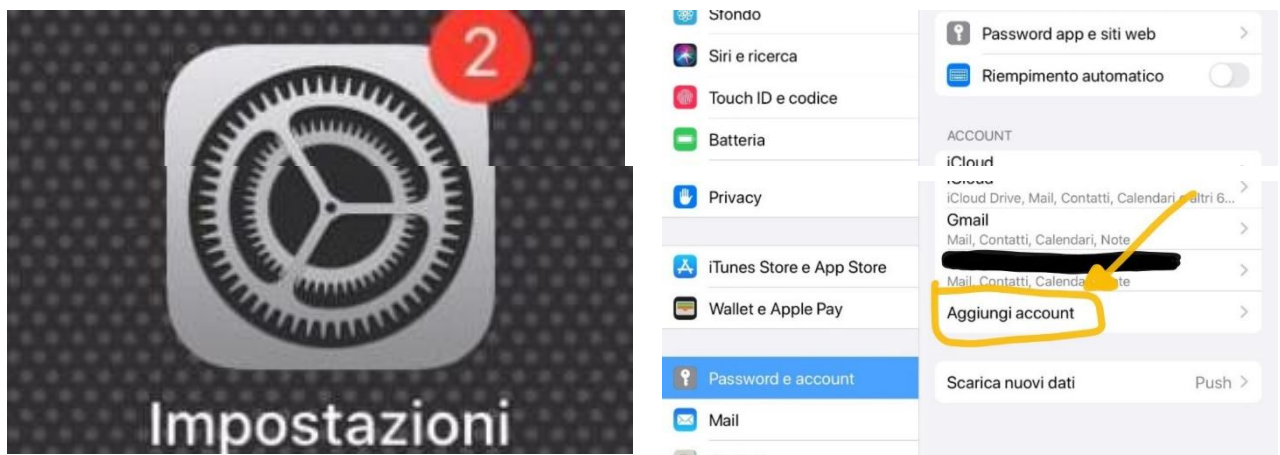 2
Impostazioni
Sfondo
Siri e ricerca
Touch ID e codice
Batteria
Privacy
iTunes Store e App Store
Wallet e Apple Pay
Password e account
Mail
Password app e siti web
Riempimento automatico
ACCOUNT
iCloud
iCloud Drive, Mail, Contatti, Calendari e altri 6...
Gmail
Mail, Contatti, Calendari, Note
Mail, Contatti, Calenda te
Aggiungi account
Scarica nuovi dati Push